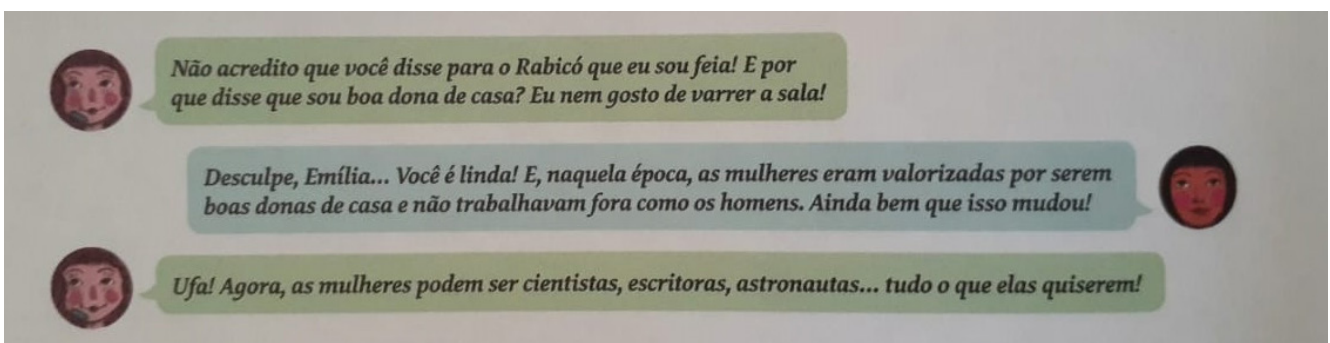 Não acredito que você disse para o Rabicó que eu sou feia! E por
que disse que sou boa dona de casa? Eu nem gosto de varrer a sala!
Desculpe, Emília... Você é linda! E, naquela época, as mulheres eram valorizadas por serem
boas donas de casa e não trabalhavam fora como os homens. Ainda bem que isso mudou!
Ufa! Agora, as mulheres podem ser cientistas, escritoras, astronautas... tudo o que elas quiserem!